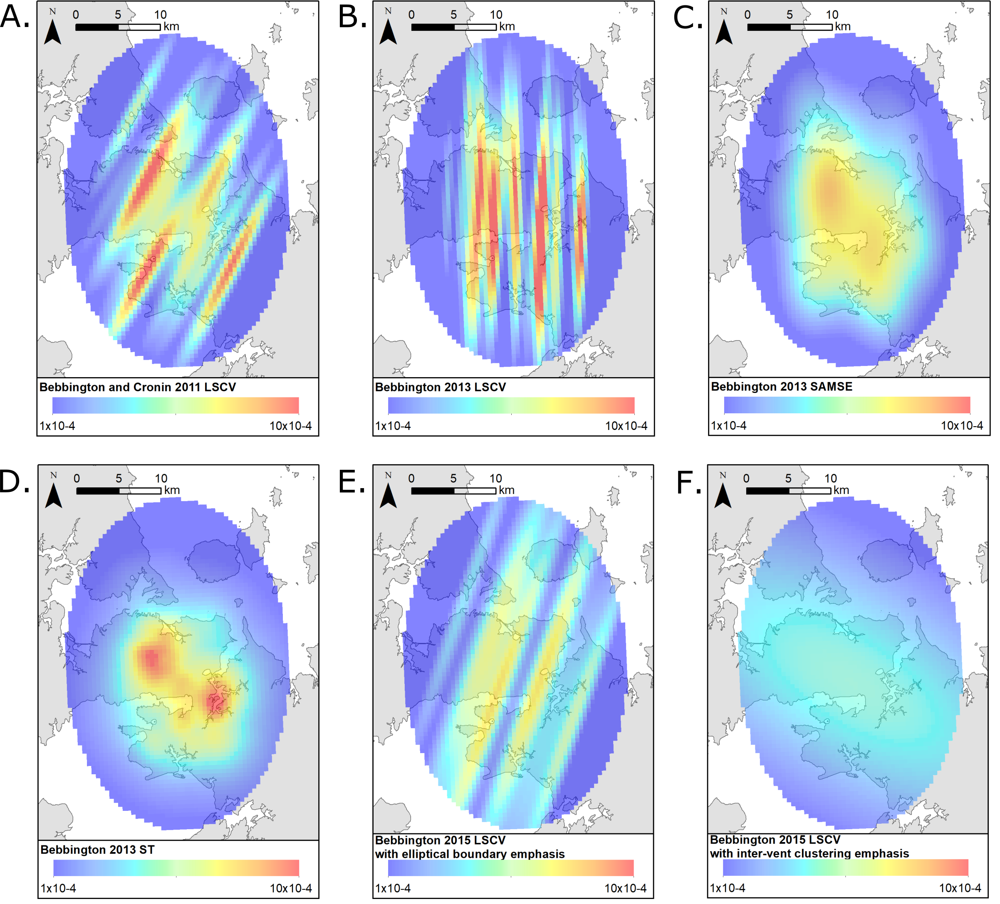 A.
N
0 5 10
km
Bebbington and Cronin 2011 LSCV
1x10-4 10x10-4
B.
N
0 5 10
km
Bebbington 2013 LSCV
1x10-4 10x10-4
C.
N
0 5 10
km
Bebbington 2013 SAMSE
1x10-4 10x10-4
D.
N
0 5 10
km
Bebbington 2013 ST
1x10-4 10x10-4
E.
N
0 5 10
km
Bebbington 2015 LSCV
with elliptical boundary emphasis
1x10-4 10x10-4
F.
N
0 5 10
km
Bebbington 2015 LSCV
with inter-vent clustering emphasis
1x10-4 10x10-4